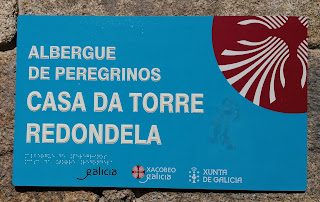 ALBERGUE
DE PEREGRINOS
CASA DA TORRE
REDONDELA
galicia
XACOBEO
galicia
XUNTA
DE GALICIA